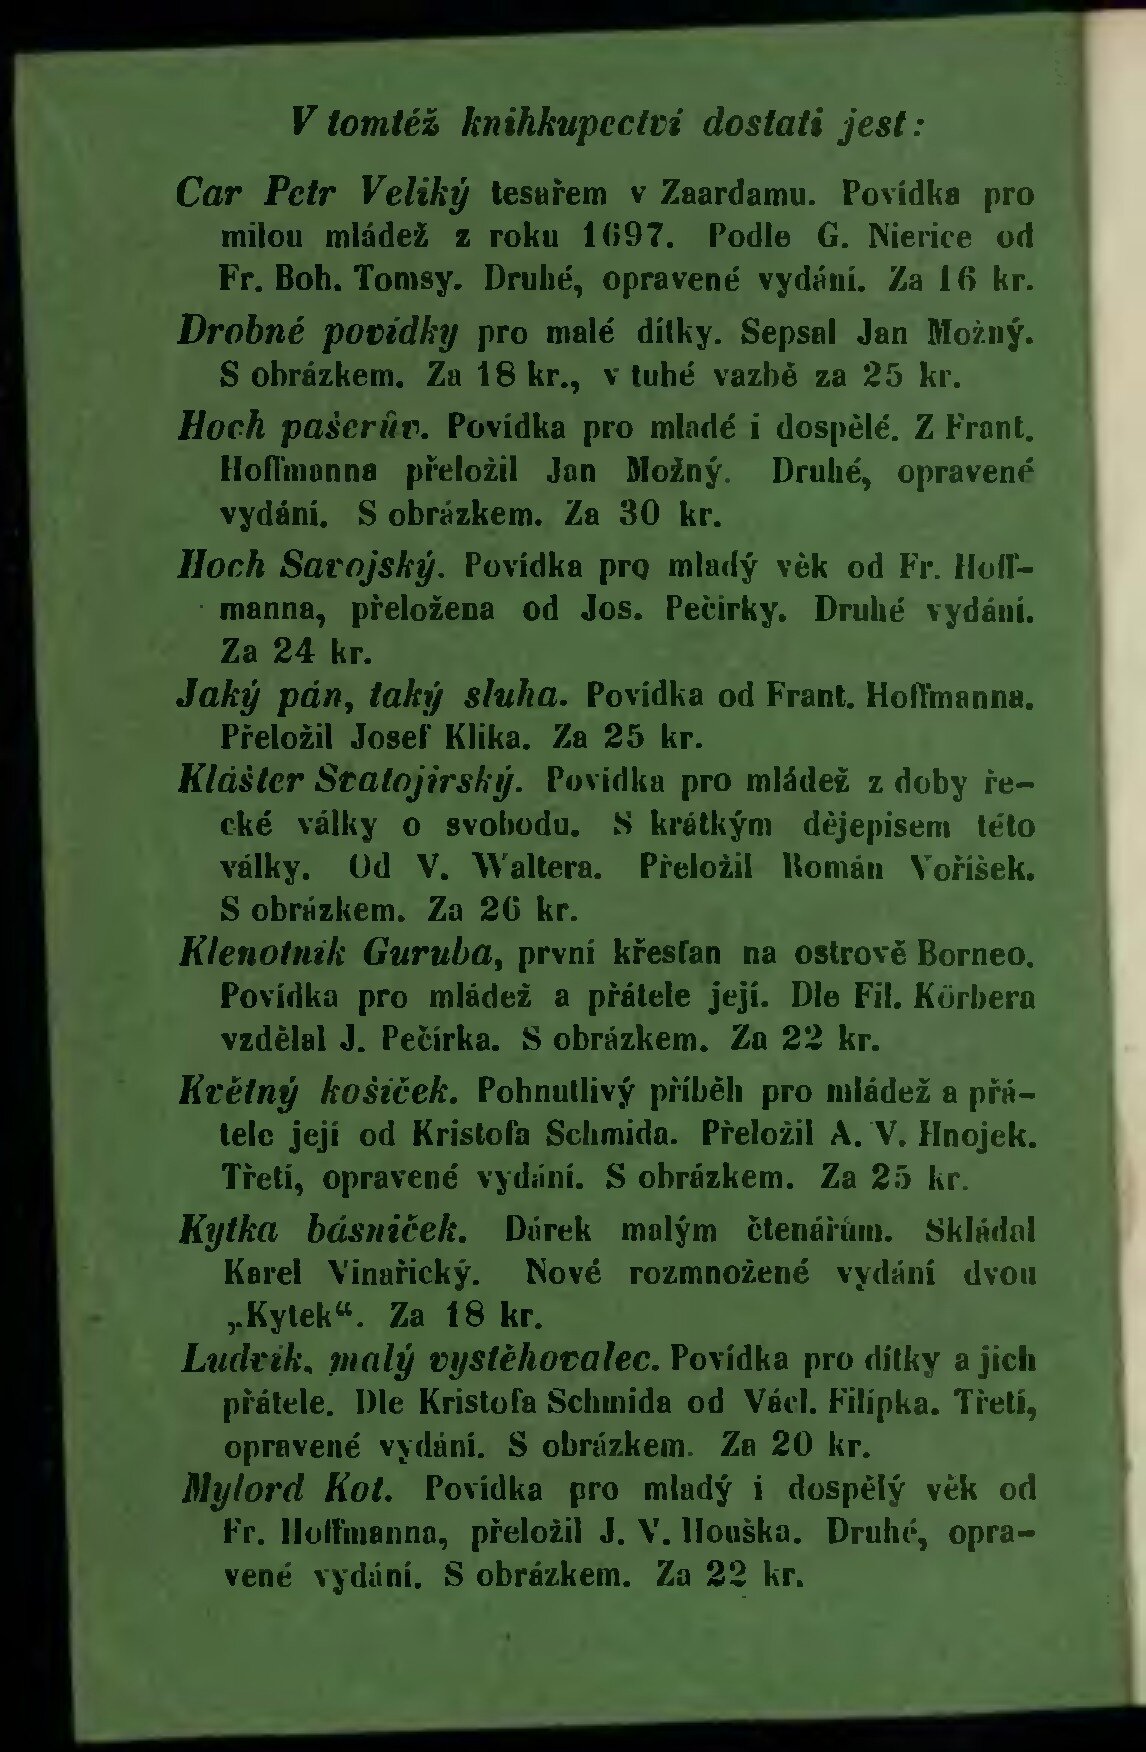 V tomtéž knihkupectví dostati jest:
Car Petr Veliký tesařem v Zaardamu. Povídka pro
milou mládež z roku 1697. Podle G. Nierice od
Fr. Boh. Tomsy. Druhé, opravené vydání. Za 16 kr.
Drobné povídky pro malé dítky. Sepsal Jan Možný.
S obrázkem. Za 18 kr., v tuhé vazbě za 25 kr.
Hoch pašerův. Povídka pro mladé i dospělé. Z Frant.
Hoffmanna přeložil Jan Možný. Druhé, opravené
vydání. S obrázkem. Za 30 kr.
Hoch Savojský. Povídka pro mladý věk od Fr. Hoff-
manna, přeložena od Jos. Pečírky. Druhé vydání.
Za 24 kr.
Jaký pán, taký sluha. Povídka od Frant. Hoffmanna.
Přeložil Josef Klika. Za 25 kr.
Klášter Svatojirský. Povídka pro mládež z doby ře-
cké války o svobodu. S krátkým dějepisem této
války. Od V. Waltera. Přeložil Román Voříšek.
S obrázkem. Za 26 kr.
Klenotník Guruba, první křesťan na ostrově Borneo.
Povídka pro mládež a přátele její. Dle Fil. Körbera
vzdělal J. Pečírka. S obrázkem. Za 22 kr.
Květný košíček. Pohnutlivý příběh pro mládež a přá-
tele její od Kristofa Schmida. Přeložil A. V. Hnojek.
Třetí, opravené vydání. S obrázkem. Za 25 kr.
Kytka básniček. Dárek malým čtenářům. Skládal
Karel Vinařický. Nové rozmnožené vydání dvou
„Kytek“. Za 18 kr.
Ludvík, malý vystěhovalec. Povídka pro dítky a jich
přátele. Dle Kristofa Schmida od Václ. Filípka. Třetí,
opravené vydání. S obrázkem. Za 20 kr.
Mylord Kot. Povídka pro mladý i dospělý věk od
Fr. Hoffmanna, přeložil J. V. Houška. Druhé, opra-
vené vydání. S obrázkem. Za 22 kr.